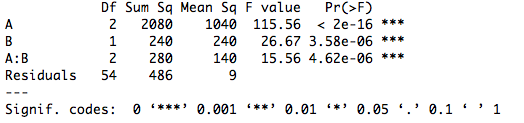 Df Sum Sq Mean Sq F value Pr(>F)
A 2 2080 1040 115.56 < 2e-16 ***
B 1 240 240 26.67 3.58e-06 ***
A:B 2 280 140 15.56 4.62e-06 ***
Residuals 54 486 9
---
Signif. codes: 0 ‘***’ 0.001 ‘**’ 0.01 ‘*’ 0.05 ‘.’ 0.1 ‘ ’ 1